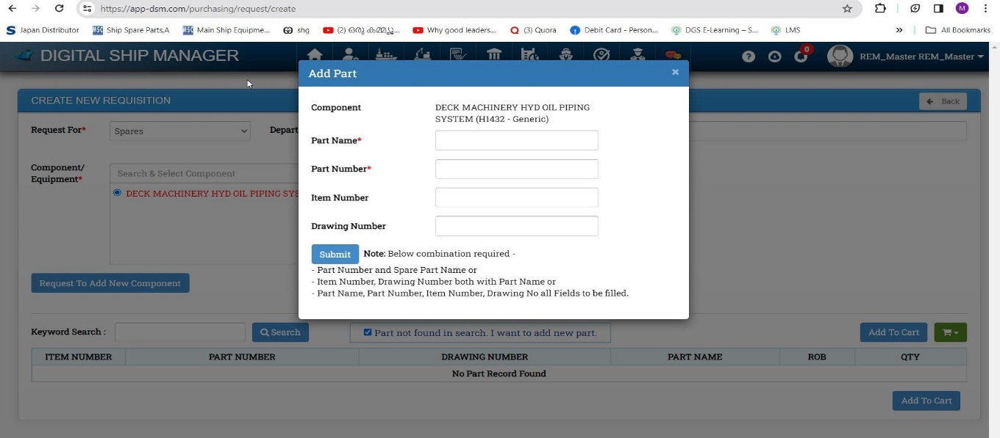 https://app-dsm.com/purchasing/request/create
M
Japan Distributor
Ship Spare Parts,A
Main Ship Equipme...
shg
(2) ഒരു കമ്മ്യൂ...
Why good leaders...
(3) Quora
Debit Card - Person...
DGS E-Learning – S...
LMS
»
All Bookmarks
DIGITAL SHIP MANAGER
0
REM_Master REM_Master
Add Part
×
CREATE NEW REQUISITION
Back
Request For*
Spares
Depart
Component/
Equipment*
Search & Select Component
DECK MACHINERY HYD OIL PIPING SYS
Request To Add New Component
Component
DECK MACHINERY HYD OIL PIPING
SYSTEM (H1432 - Generic)
Part Name*
Part Number*
Item Number
Drawing Number
Submit Note: Below combination required -
- Part Number and Spare Part Name or
- Item Number, Drawing Number both with Part Name or
- Part Name, Part Number, Item Number, Drawing No all Fields to be filled.
Keyword Search :
Search
Part not found in search. I want to add new part.
Add To Cart
ITEM NUMBER PART NUMBER DRAWING NUMBER PART NAME ROB QTY
No Part Record Found
Add To Cart